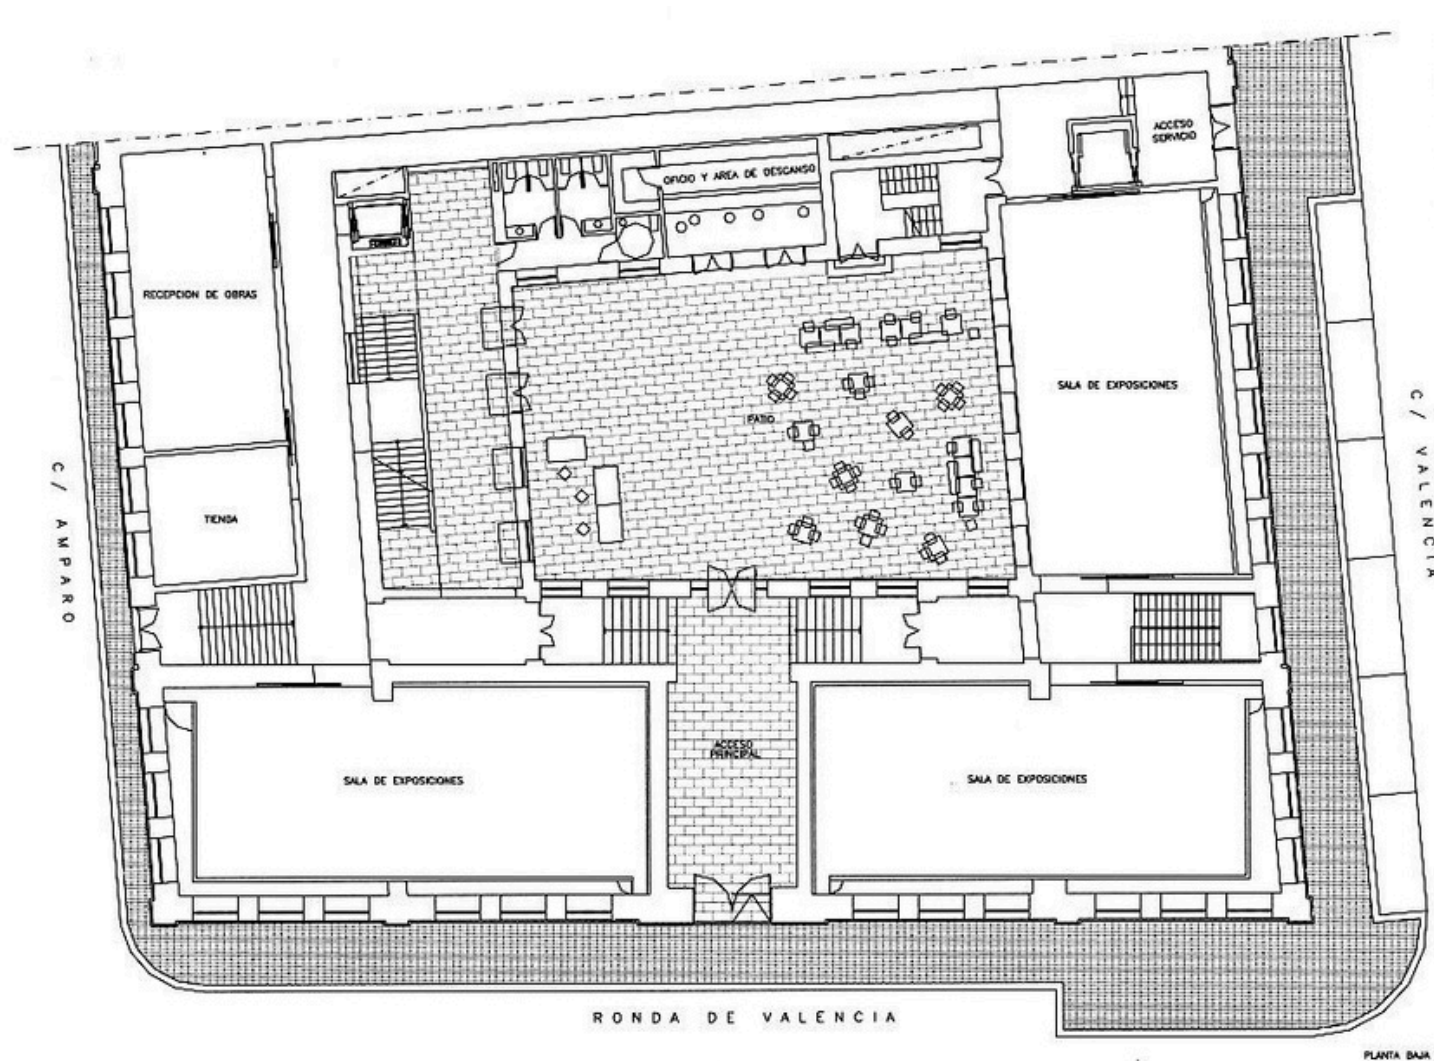 ACCESO
SERVICIO
OFICIO Y AREA DE DESCANSO
RECEPCION DE OBRAS
SALA DE EXPOSICIONES
PATIO
TIENDA
C/ AMPARO
C/ VALENCIA
ACCESO
PRINCIPAL
SALA DE EXPOSICIONES
SALA DE EXPOSICIONES
RONDA DE VALENCIA
PLANTA BAJA